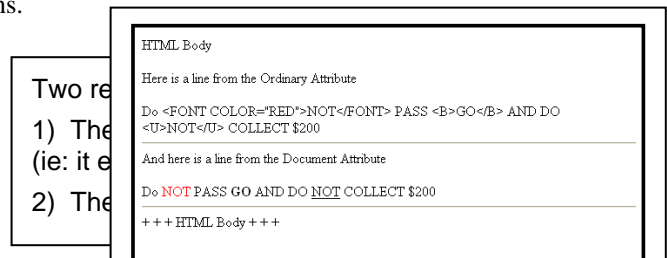 ns.
HTML Body
Here is a line from the Ordinary Attribute
Do <FONT COLOR="RED">NOT</FONT> PASS <B>GO</B> AND DO
<U>NOT</U> COLLECT $200
And here is a line from the Document Attribute
Do NOT PASS GO AND DO NOT COLLECT $200
+ + + HTML Body + + +
Two re
1) The
(ie: it e
2) The